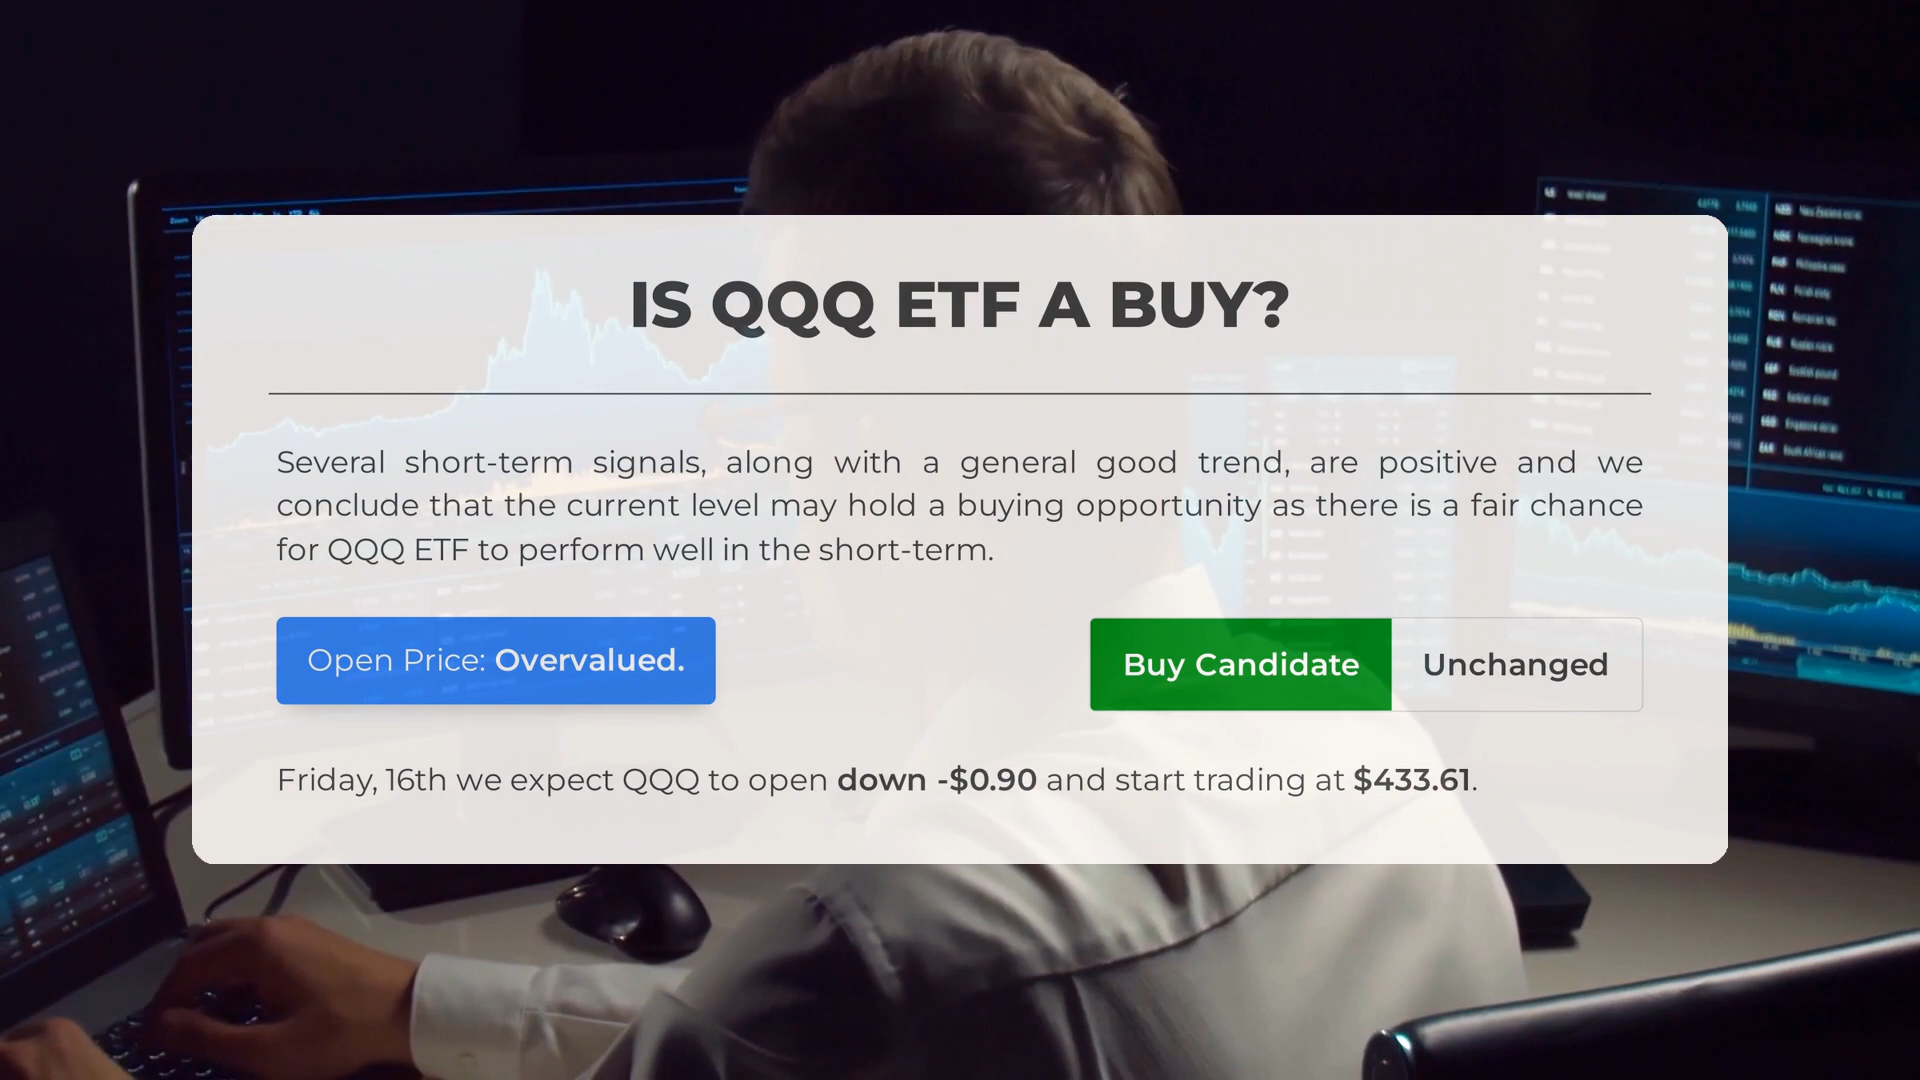 IS QQQ ETF A BUY?
Several short-term signals, along with a general good trend, are positive and we
conclude that the current level may hold a buying opportunity as there is a fair chance
for QQQ ETF to perform well in the short-term.
Open Price: Overvalued.
Buy Candidate Unchanged
Friday, 16th we expect QQQ to open down -$0.90 and start trading at $433.61.